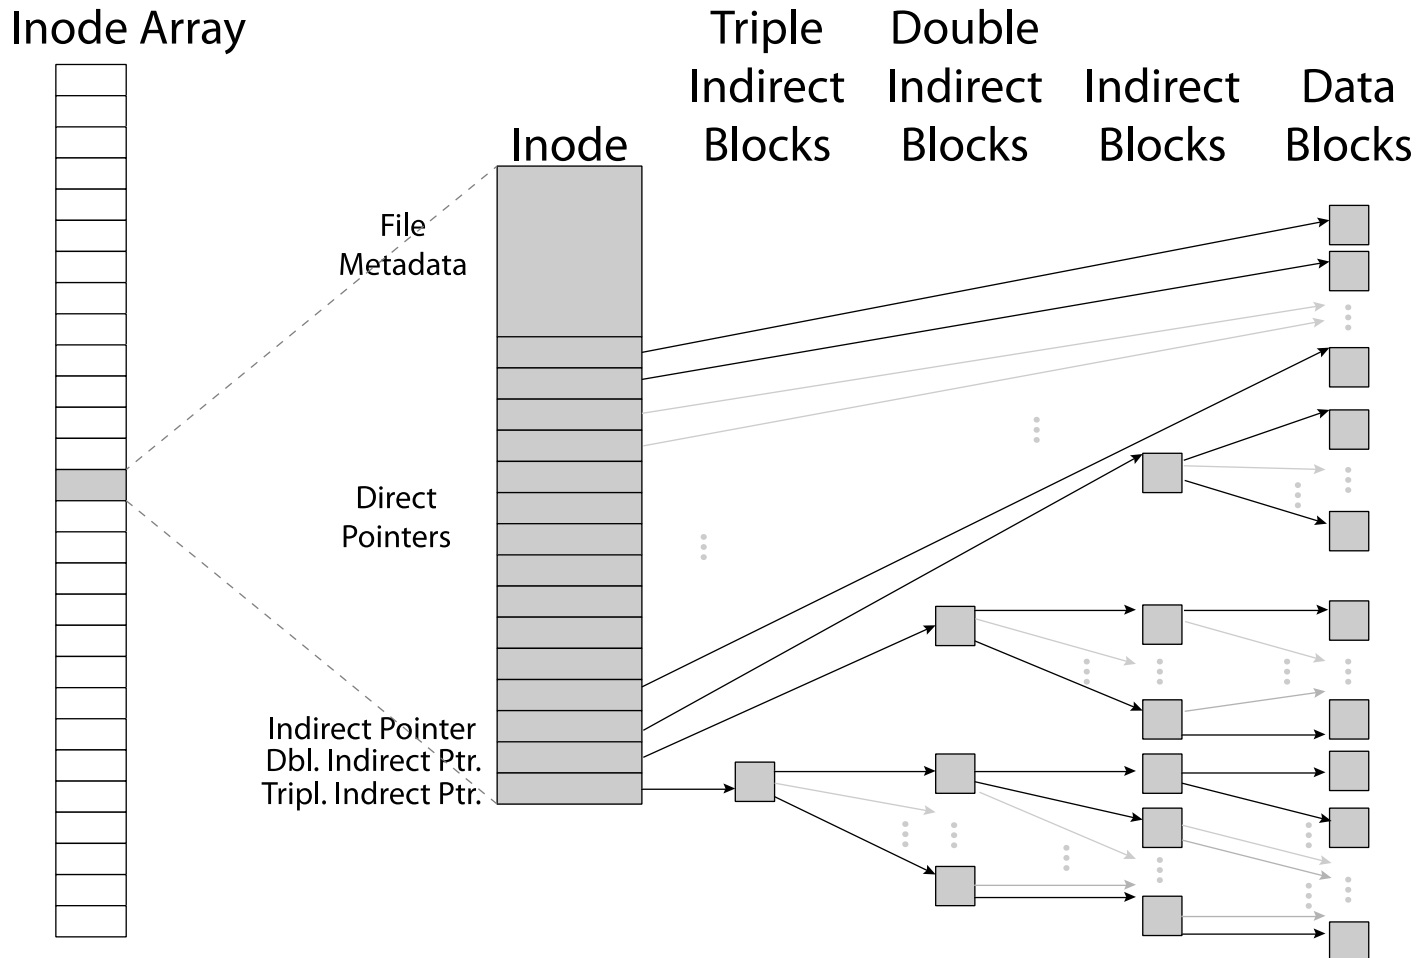 Inode Array
Triple
Indirect
Blocks
Double
Indirect
Blocks
Indirect
Blocks
Data
Blocks
Inode
File
Metadata
Direct
Pointers
Indirect Pointer
Dbl. Indirect Ptr.
Tripl. Indrect Ptr.